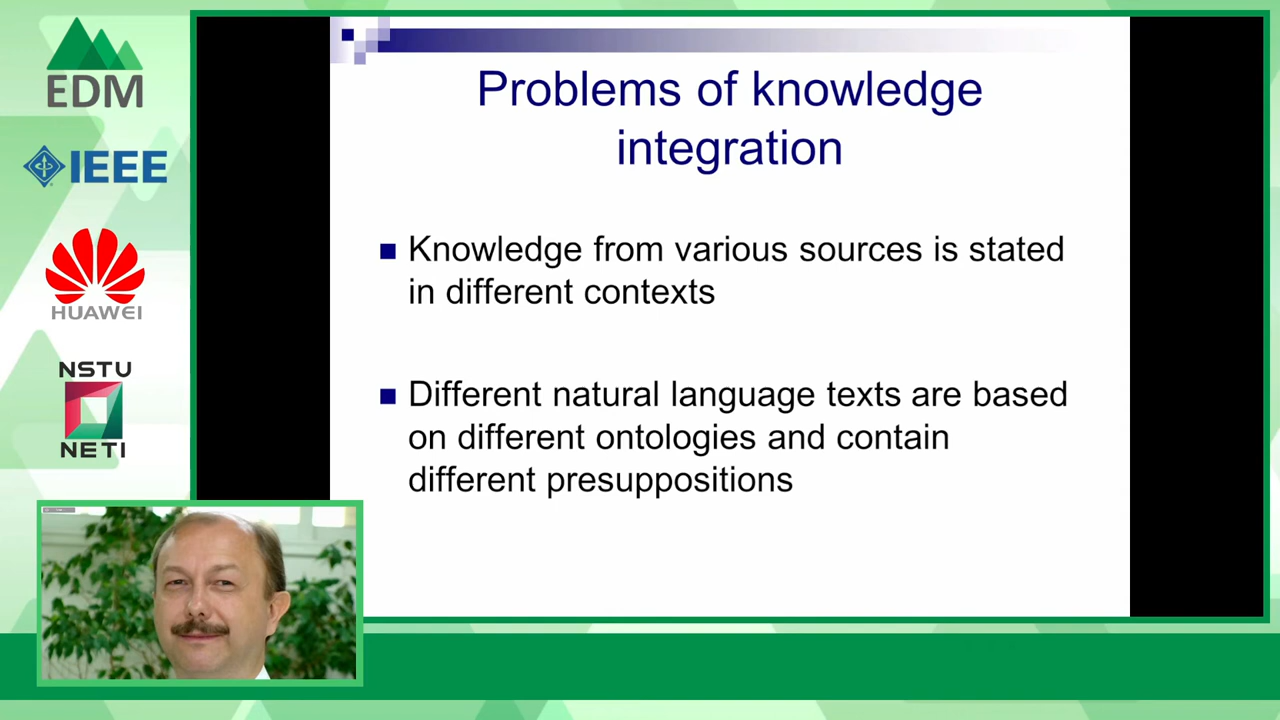 EDM
IEEE
HUAWEI
NSTU
NETI
Problems of knowledge
integration
Knowledge from various sources is stated
in different contexts
Different natural language texts are based
on different ontologies and contain
different presuppositions